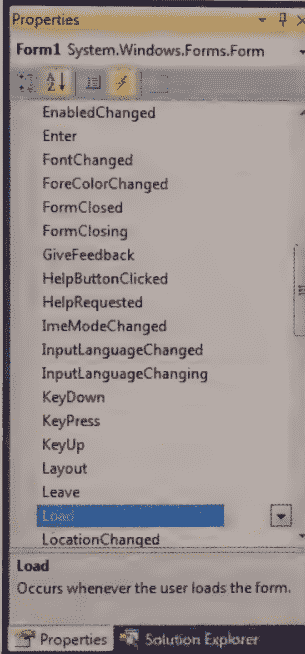 Properties
Form1 System.Windows.Forms.Form
EnabledChanged
Enter
FontChanged
ForeColorChanged
FormClosed
FormClosing
GiveFeedback
HelpButtonClicked
HelpRequested
ImeModeChanged
InputLanguageChanged
InputLanguageChanging
KeyDown
KeyPress
KeyUp
Layout
Leave
Load
LocationChanged
Load
Occurs whenever the user loads the form.
Properties Solution Explorer